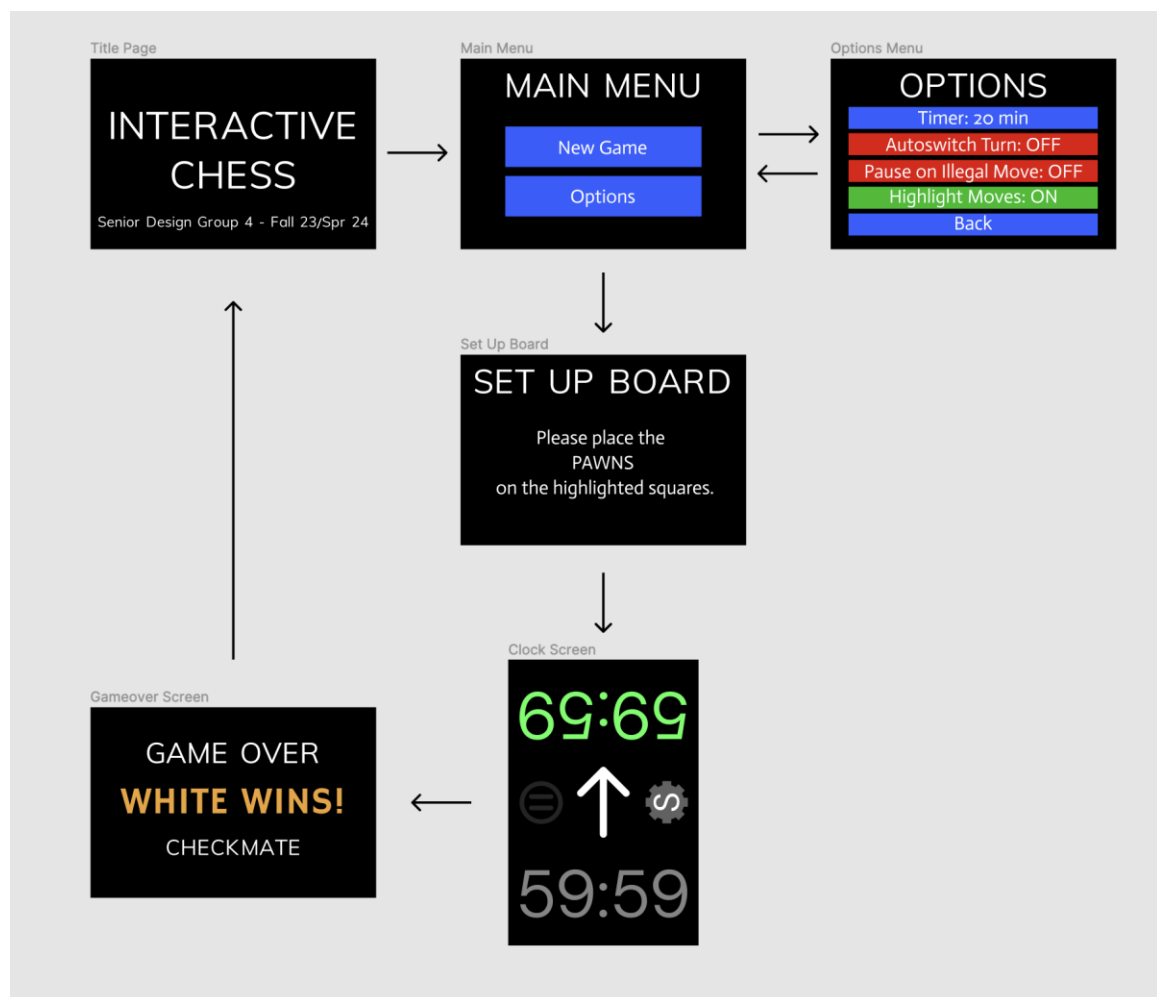 Title Page
INTERACTIVE
CHESS
Senior Design Group 4 - Fall 23/Spr 24
Main Menu
MAIN MENU
New Game
Options
Options Menu
OPTIONS
Timer: 20 min
Autoswitch Turn: OFF
Pause on Illegal Move: OFF
Highlight Moves: ON
Back
Set Up Board
SET UP BOARD
Please place the
PAWNS
on the highlighted squares.
Clock Screen
59:59
S
59:59
Gameover Screen
GAME OVER
WHITE WINS!
CHECKMATE